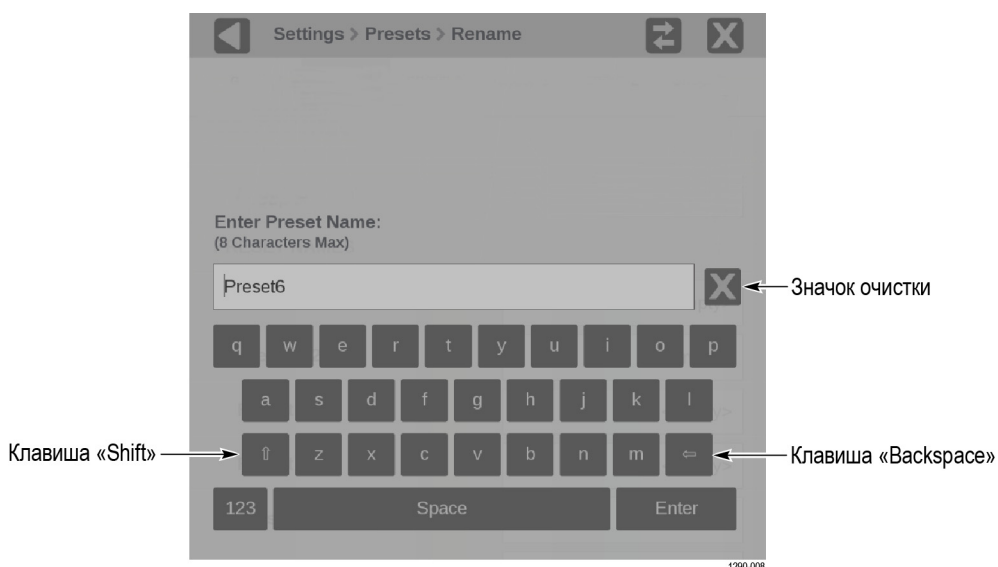 Settings > Presets > Rename
Enter Preset Name:
(8 Characters Max)
Preset6
Значок очистки
q w e r t y u i o p
a s d f g h j k l
Клавиша «Shift»
⇧ z x c v b n m ⇦
Клавиша «Backspace»
123 Space Enter
1290-008